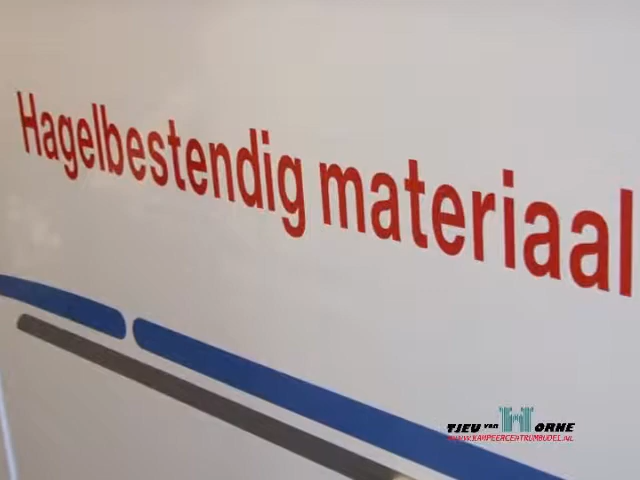 Hagelbestendig materiaal
TJEU van HORNE
WWW.KAMPEERCENTRUMBUDEL.NL